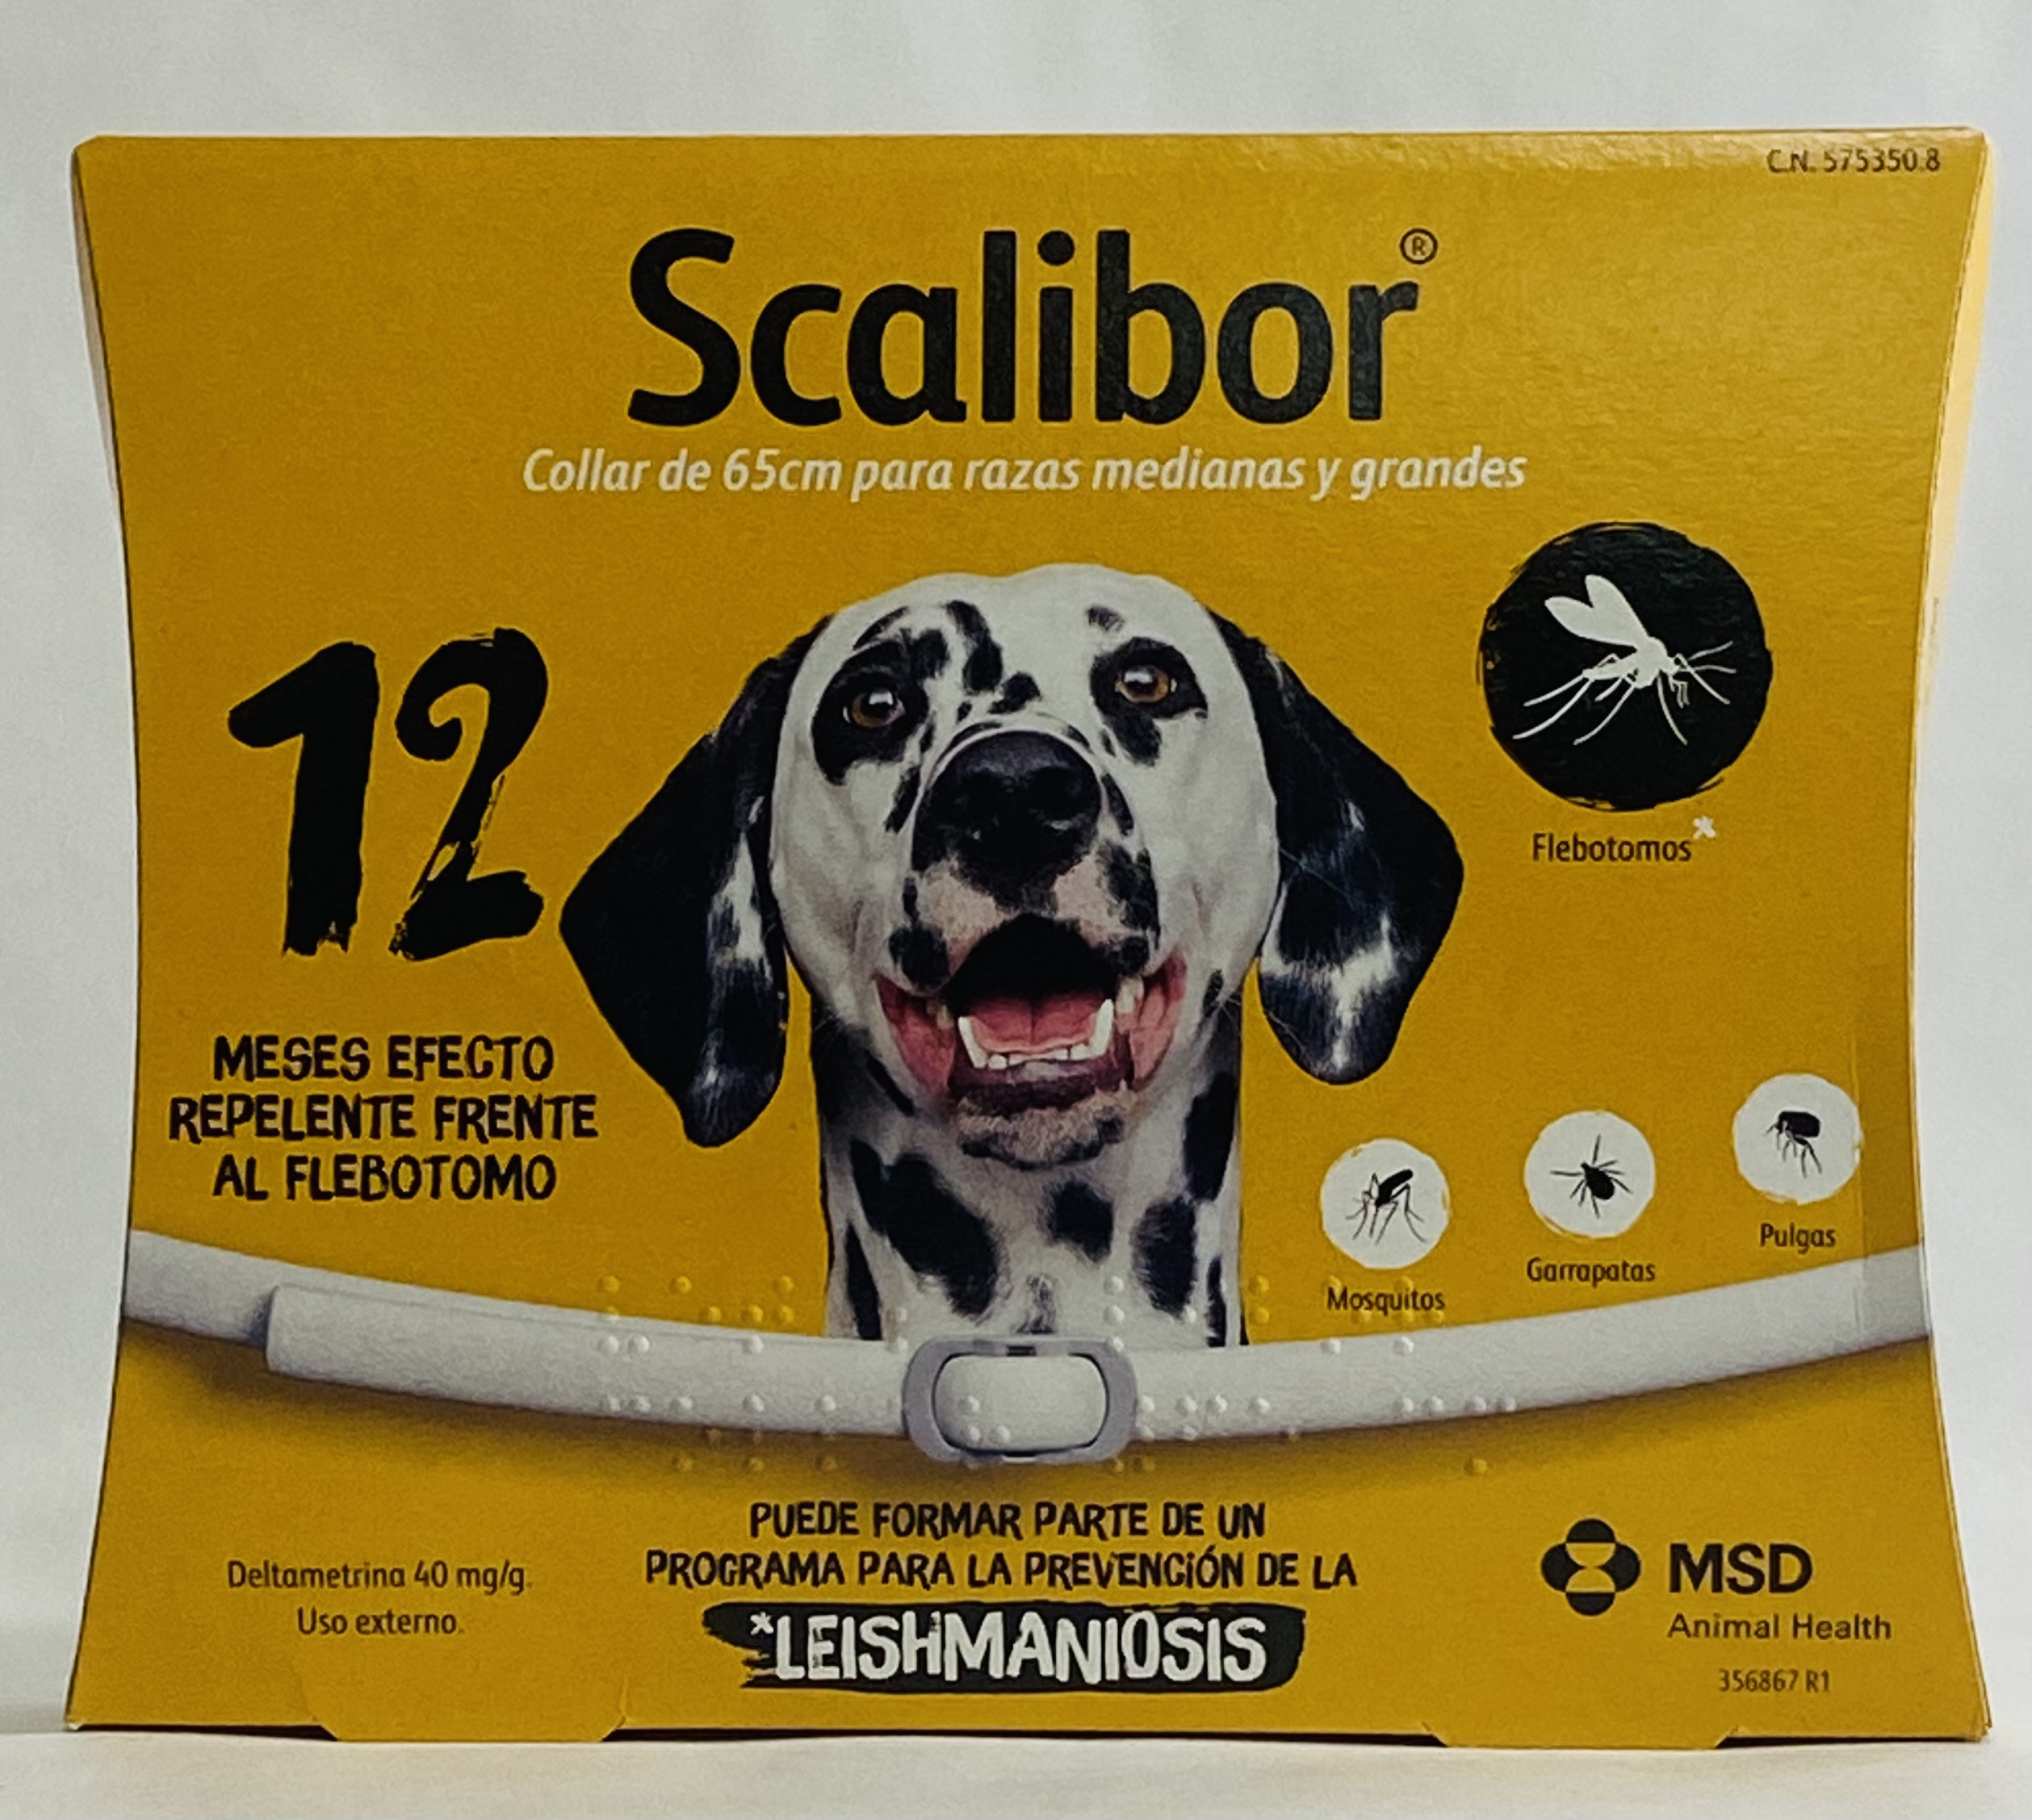 C.N. 575350.8
Scalibor®
Collar de 65cm para razas medianas y grandes
12
MESES EFECTO
REPELENTE FRENTE
AL FLEBOTOMO
Flebotomos*
Mosquitos
Garrapatas
Pulgas
Deltametrina 40 mg/g.
Uso externo.
PUEDE FORMAR PARTE DE UN
PROGRAMA PARA LA PREVENCIÓN DE LA
*LEISHMANIOSIS
MSD
Animal Health
356867 R1